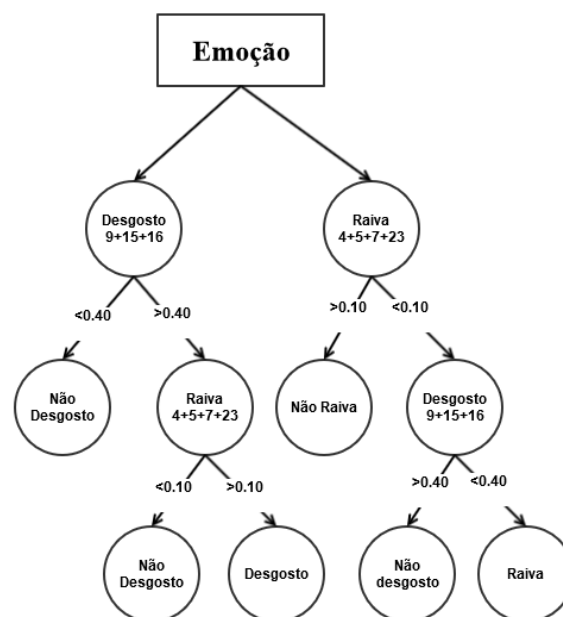 Emoção
Desgosto
9+15+16
Raiva
4+5+7+23
<0.40
>0.40
>0.10
<0.10
Não
Desgosto
Raiva
4+5+7+23
Não Raiva
Desgosto
9+15+16
<0.10
>0.10
>0.40
<0.40
Não
Desgosto
Desgosto
Não
desgosto
Raiva